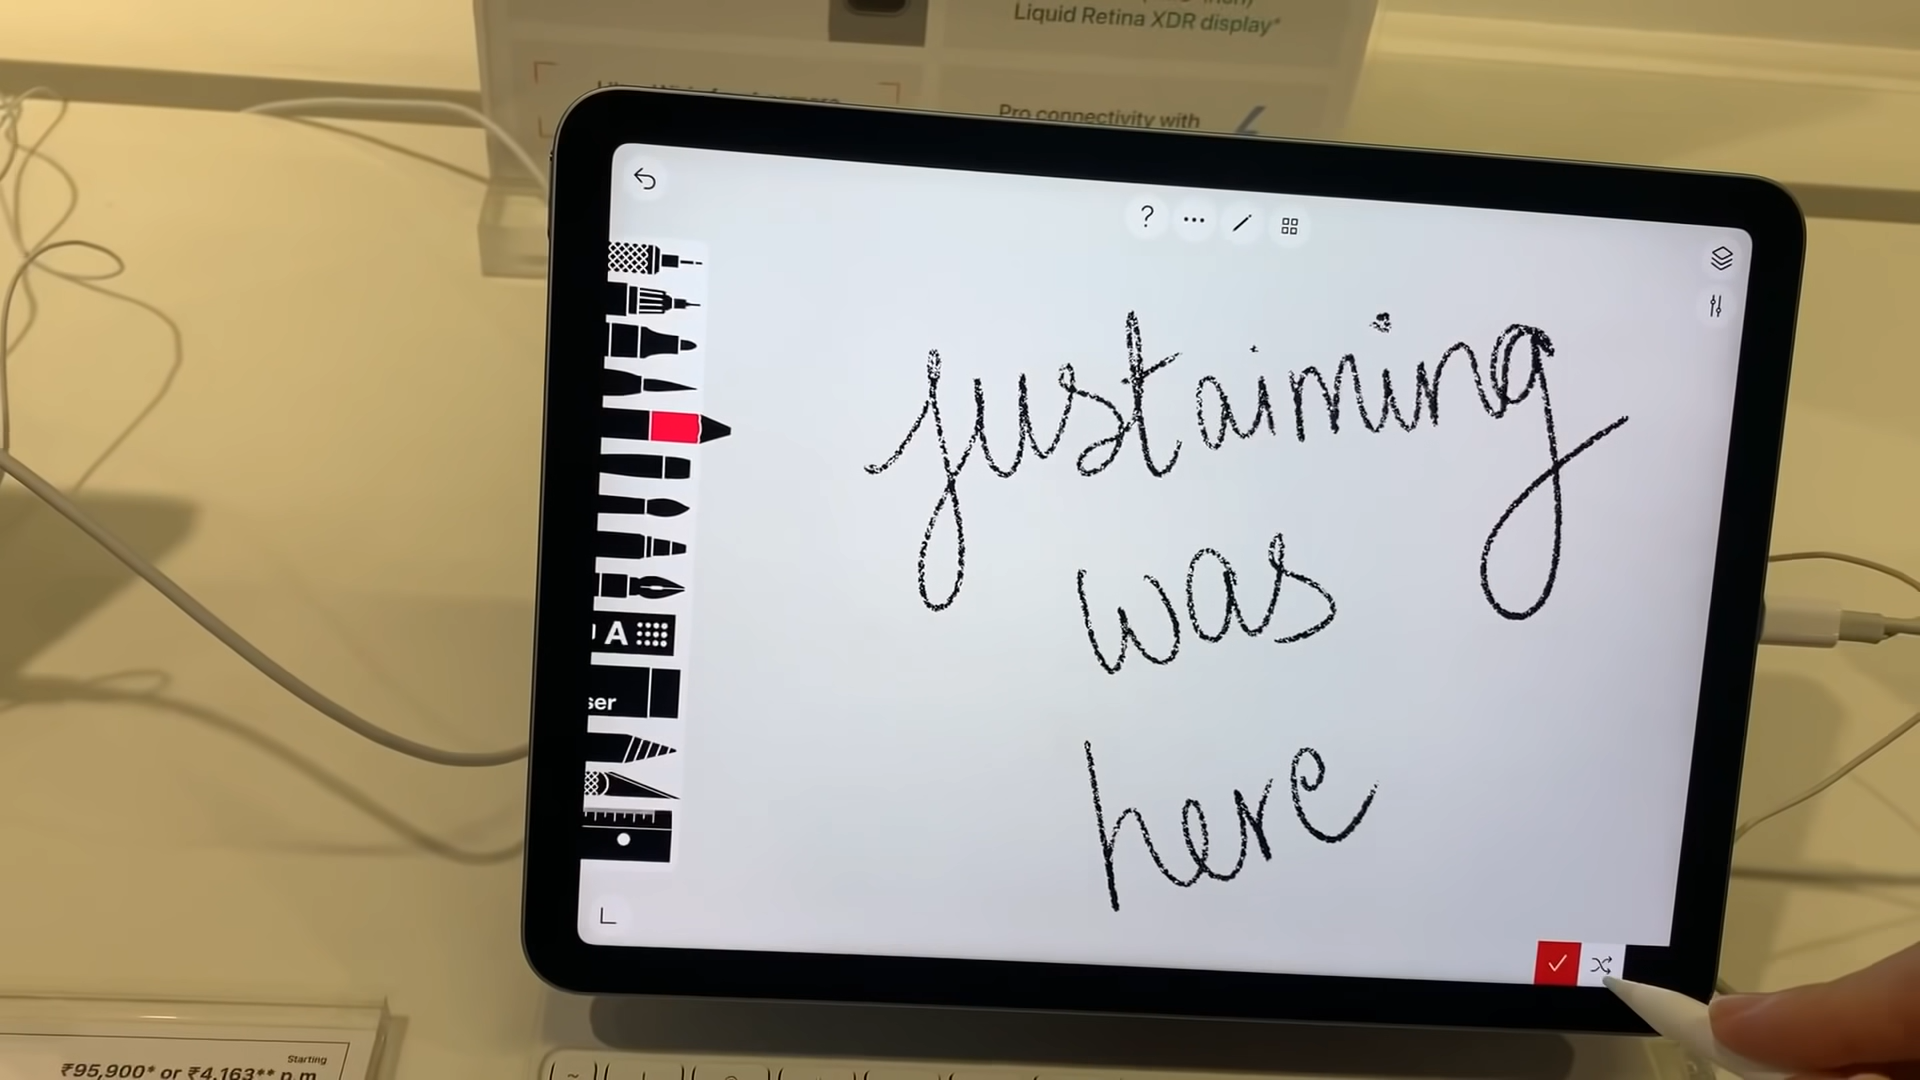 Liquid Retina XDR display*
Pro connectivity with
?
justaiming
was
here
A
ser
Starting
₹95,900* or ₹4,163** p.m